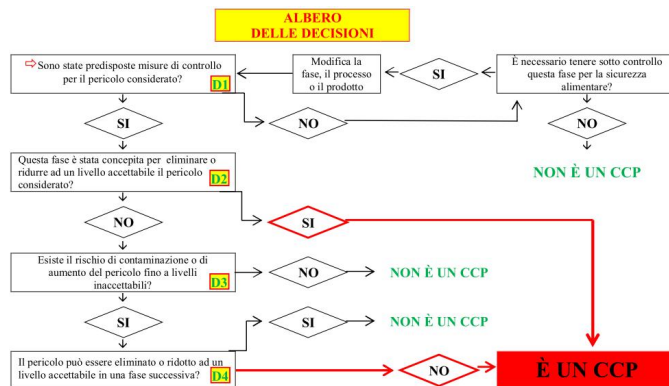 ALBERO
DELLE DECISIONI
⇨Sono state predisposte misure di controllo
per il pericolo considerato?
D1
Modifica la
fase, il processo
o il prodotto
SI
È necessario tenere sotto controllo
questa fase per la sicurezza
alimentare?
SI
NO
NO
NON È UN CCP
Questa fase è stata concepita per eliminare o
ridurre ad un livello accettabile il pericolo
considerato?
D2
NO
SI
Esiste il rischio di contaminazione o di
aumento del pericolo fino a livelli
inaccettabili?
D3
NO
NON È UN CCP
SI
SI
NON È UN CCP
Il pericolo può essere eliminato o ridotto ad un
livello accettabile in una fase successiva?
D4
NO
È UN CCP